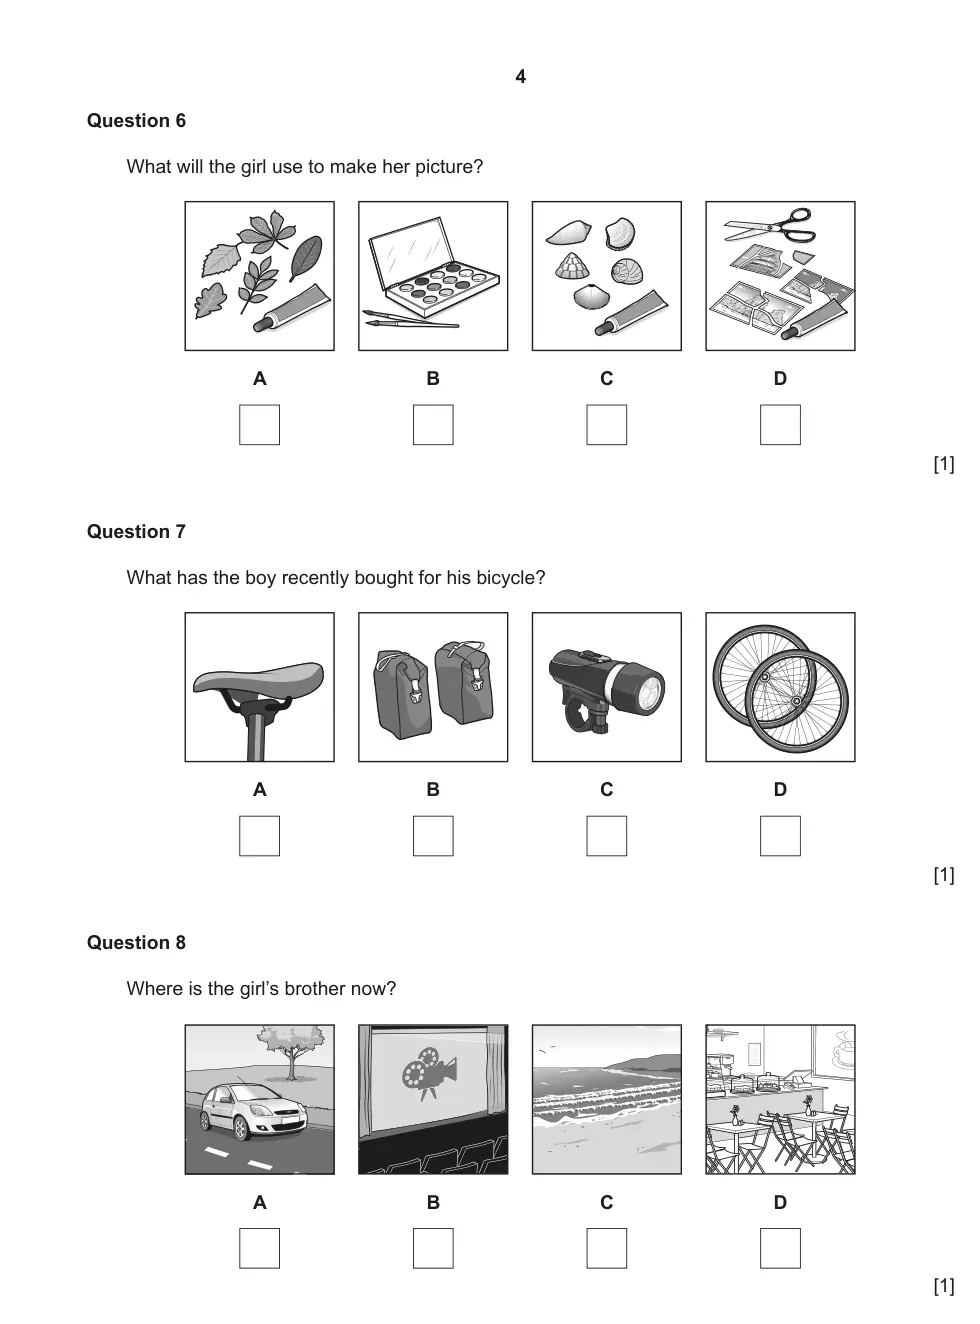 4
Question 6
What will the girl use to make her picture?
A B C D
[1]
Question 7
What has the boy recently bought for his bicycle?
A B C D
[1]
Question 8
Where is the girl’s brother now?
A B C D
[1]